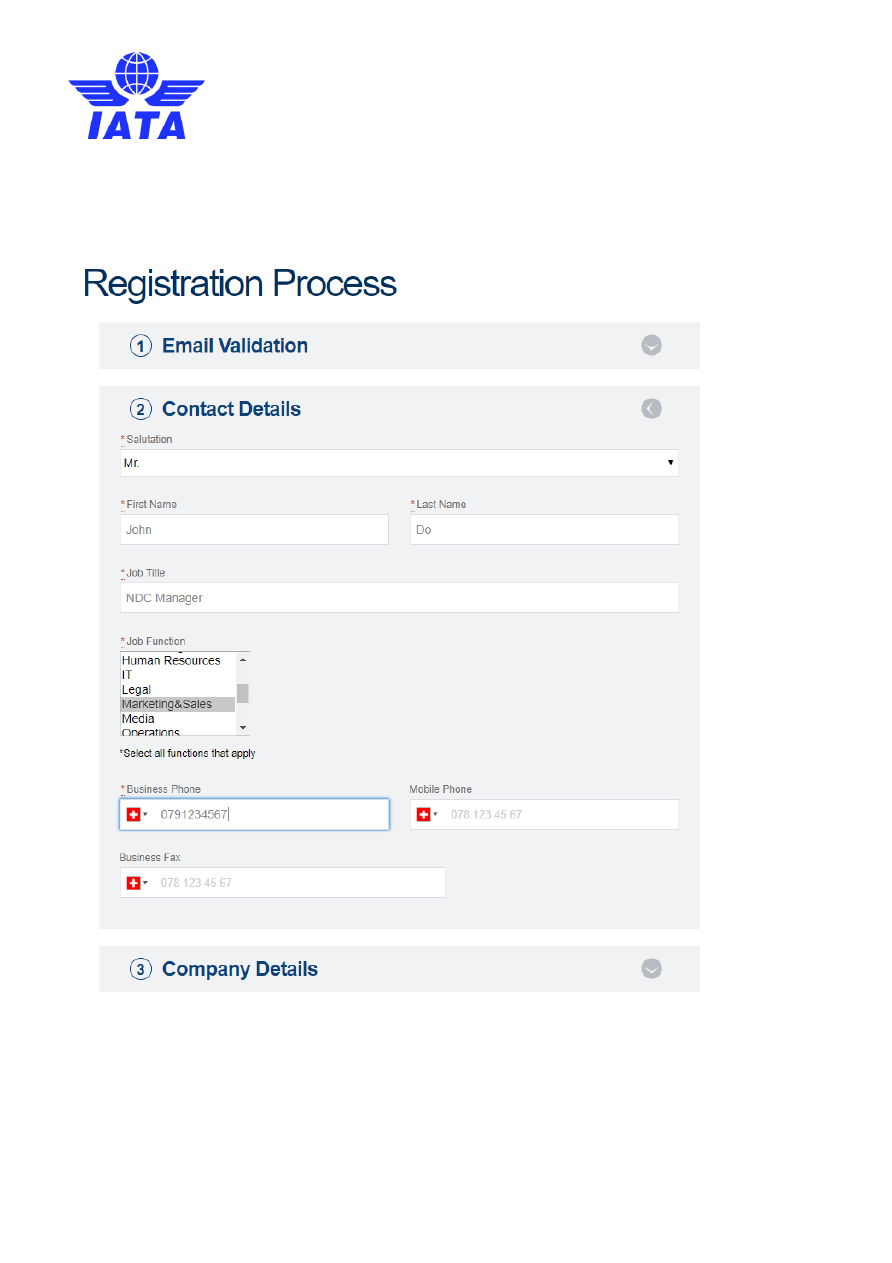 IATA
Registration Process
1 Email Validation
2 Contact Details
*Salutation
Mr.
*First Name *Last Name
John Do
*Job Title
NDC Manager
*Job Function
Human Resources
IT
Legal
Marketing&Sales
Media
Operations
*Select all functions that apply
*Business Phone Mobile Phone
0791234567 078 123 45 67
Business Fax
078 123 45 67
3 Company Details